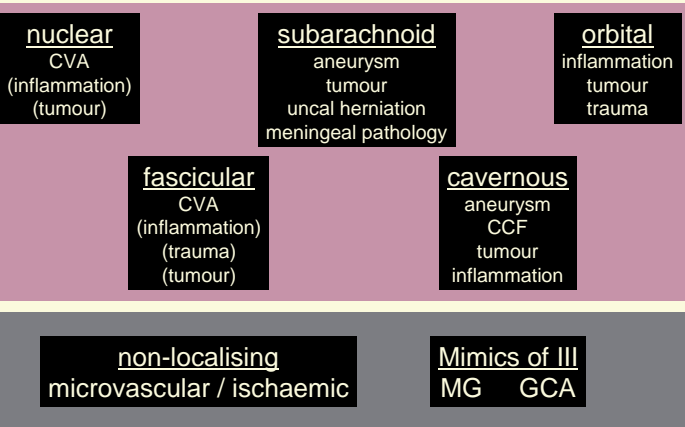 nuclear
CVA
(inflammation)
(tumour)
subarachnoid
aneurysm
tumour
uncal herniation
meningeal pathology
orbital
inflammation
tumour
trauma
fascicular
CVA
(inflammation)
(trauma)
(tumour)
cavernous
aneurysm
CCF
tumour
inflammation
non-localising
microvascular / ischaemic
Mimics of III
MG GCA